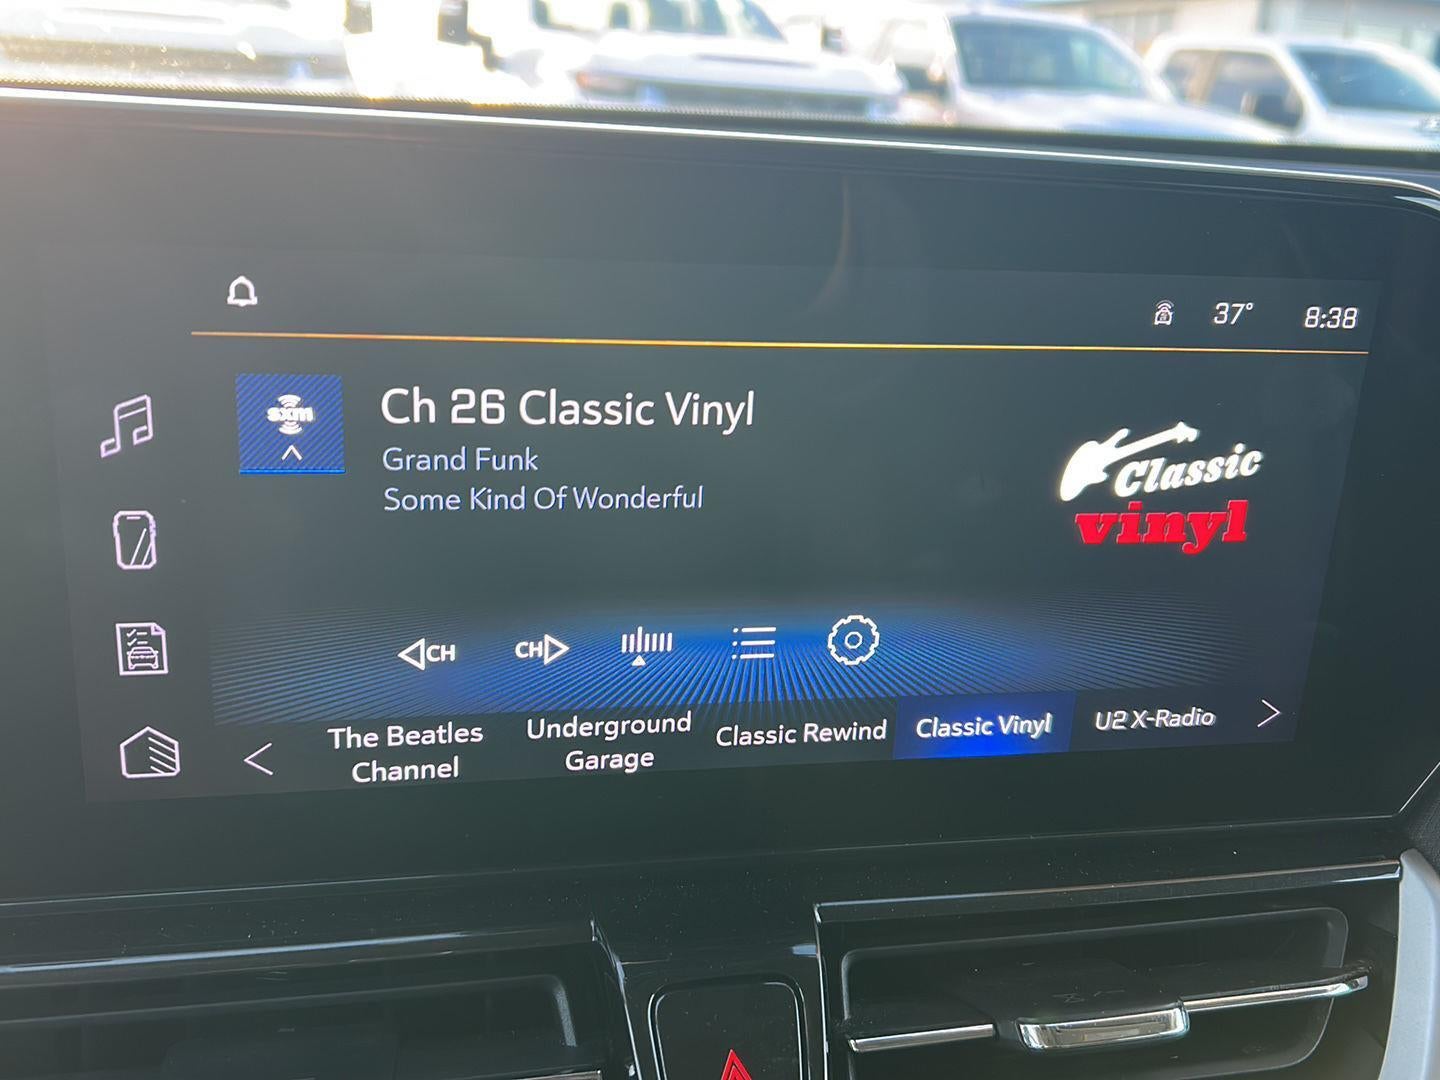 37° 8:38
sxm
Ch 26 Classic Vinyl
Grand Funk
Some Kind Of Wonderful
Classic
vinyl
CH CH
The Beatles
Channel
Underground
Garage
Classic Rewind
Classic Vinyl
U2 X-Radio